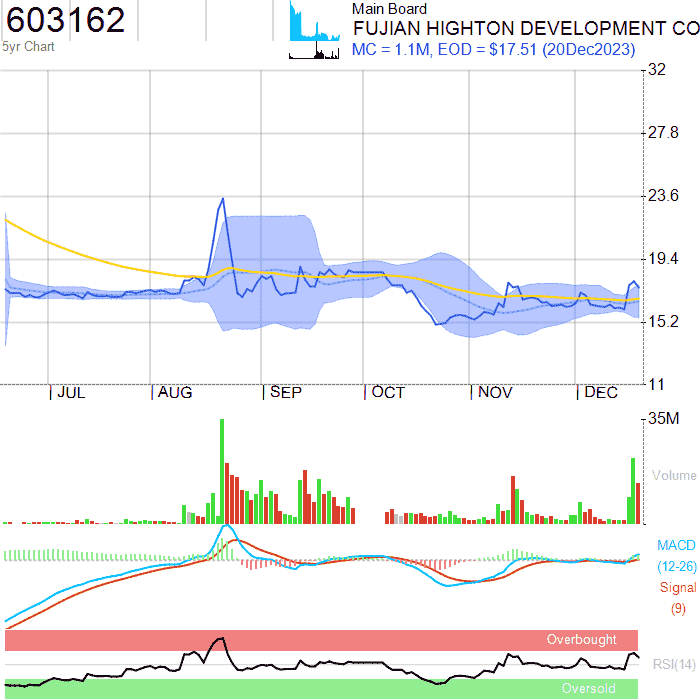 603162
5yr Chart
Main Board
FUJIAN HIGHTON DEVELOPMENT CO
MC = 1.1M, EOD = $17.51 (20Dec2023)
32
27.8
23.6
19.4
15.2
11
JUL AUG SEP OCT NOV DEC
35M
Volume
MACD
(12-26)
Signal
(9)
Overbought
RSI(14)
Oversold